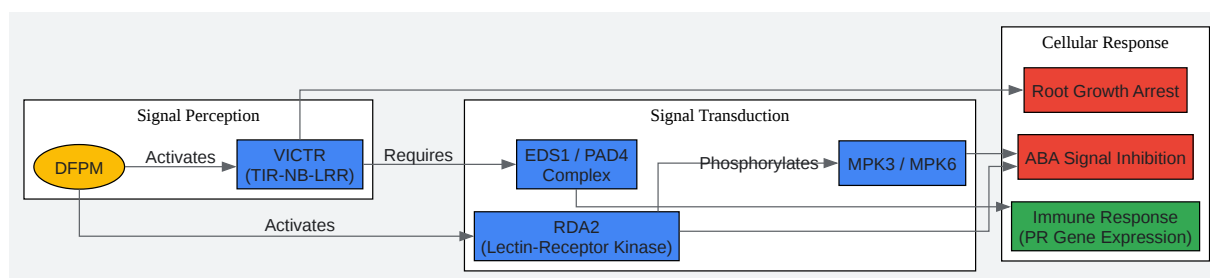 Cellular Response
Root Growth Arrest
Signal Perception
Signal Transduction
DFPM
Activates
VICTR
(TIR-NB-LRR)
Requires
EDS1 / PAD4
Complex
Phosphorylates
MPK3 / MPK6
ABA Signal Inhibition
Activates
RDA2
(Lectin-Receptor Kinase)
Immune Response
(PR Gene Expression)